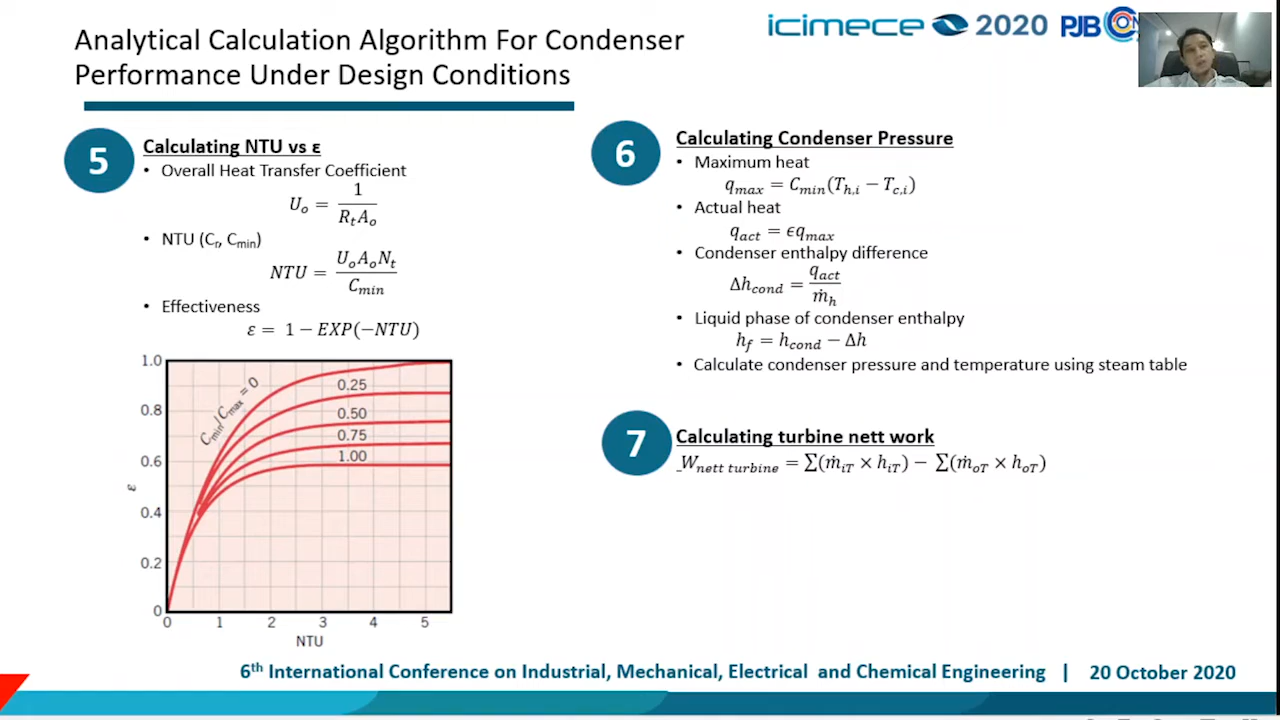 icimece 2020 PJB
Analytical Calculation Algorithm For Condenser
Performance Under Design Conditions
5
Calculating NTU vs ε
• Overall Heat Transfer Coefficient
U_o = 1 / (R_t A_o)
• NTU (C_r, C_min)
NTU = U_o A_o N_t / C_min
• Effectiveness
ε = 1 − EXP(−NTU)
1.0
0.8
0.6
0.4
0.2
0
ε
C_min/C_max = 0
0.25
0.50
0.75
1.00
0 1 2 3 4 5
NTU
6
Calculating Condenser Pressure
• Maximum heat
q_max = C_min(T_h,i − T_c,i)
• Actual heat
q_act = ϵq_max
• Condenser enthalpy difference
Δh_cond = q_act / ṁ_h
• Liquid phase of condenser enthalpy
h_f = h_cond − Δh
• Calculate condenser pressure and temperature using steam table
7
Calculating turbine nett work
_W_nett turbine = ∑(ṁ_iT × h_iT) − ∑(ṁ_oT × h_oT)
6th International Conference on Industrial, Mechanical, Electrical and Chemical Engineering | 20 October 2020